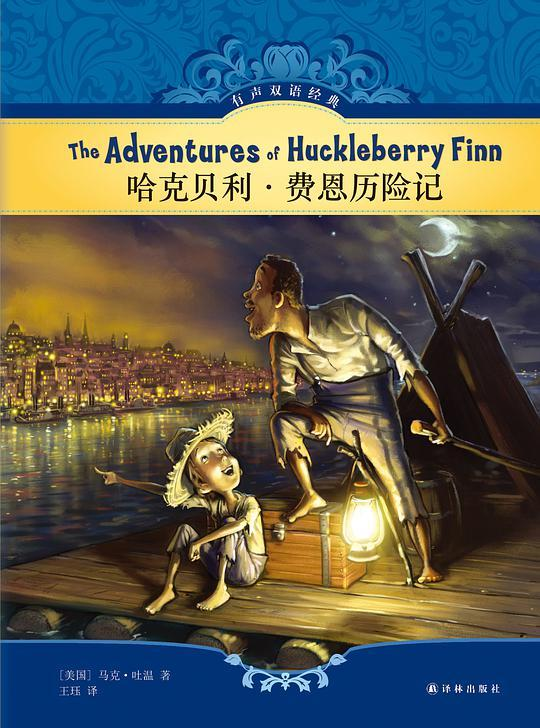 有声双语经典
The Adventures of Huckleberry Finn
哈克贝利·费恩历险记
[美国] 马克·吐温 著
王珏 译
译林出版社